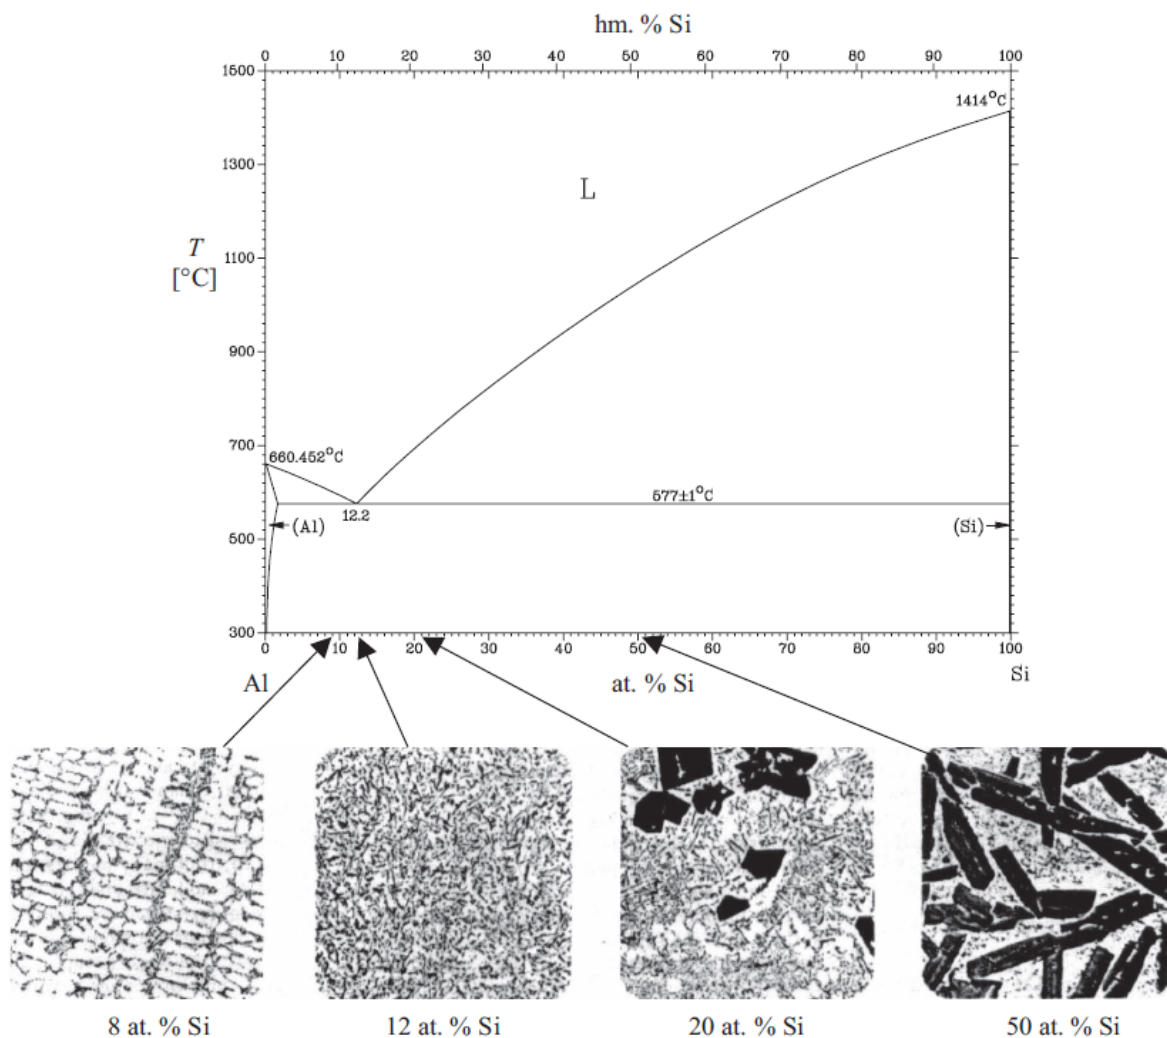 hm. % Si
0 10 20 30 40 50 60 70 80 90 100
1500
1414°C
1300
L
T
[°C]
1100
900
700
660.452°C
577±1°C
12.2
(Al)
(Si)
500
300
0 10 20 30 40 50 60 70 80 90 100
Al
at. % Si
Si
8 at. % Si
12 at. % Si
20 at. % Si
50 at. % Si